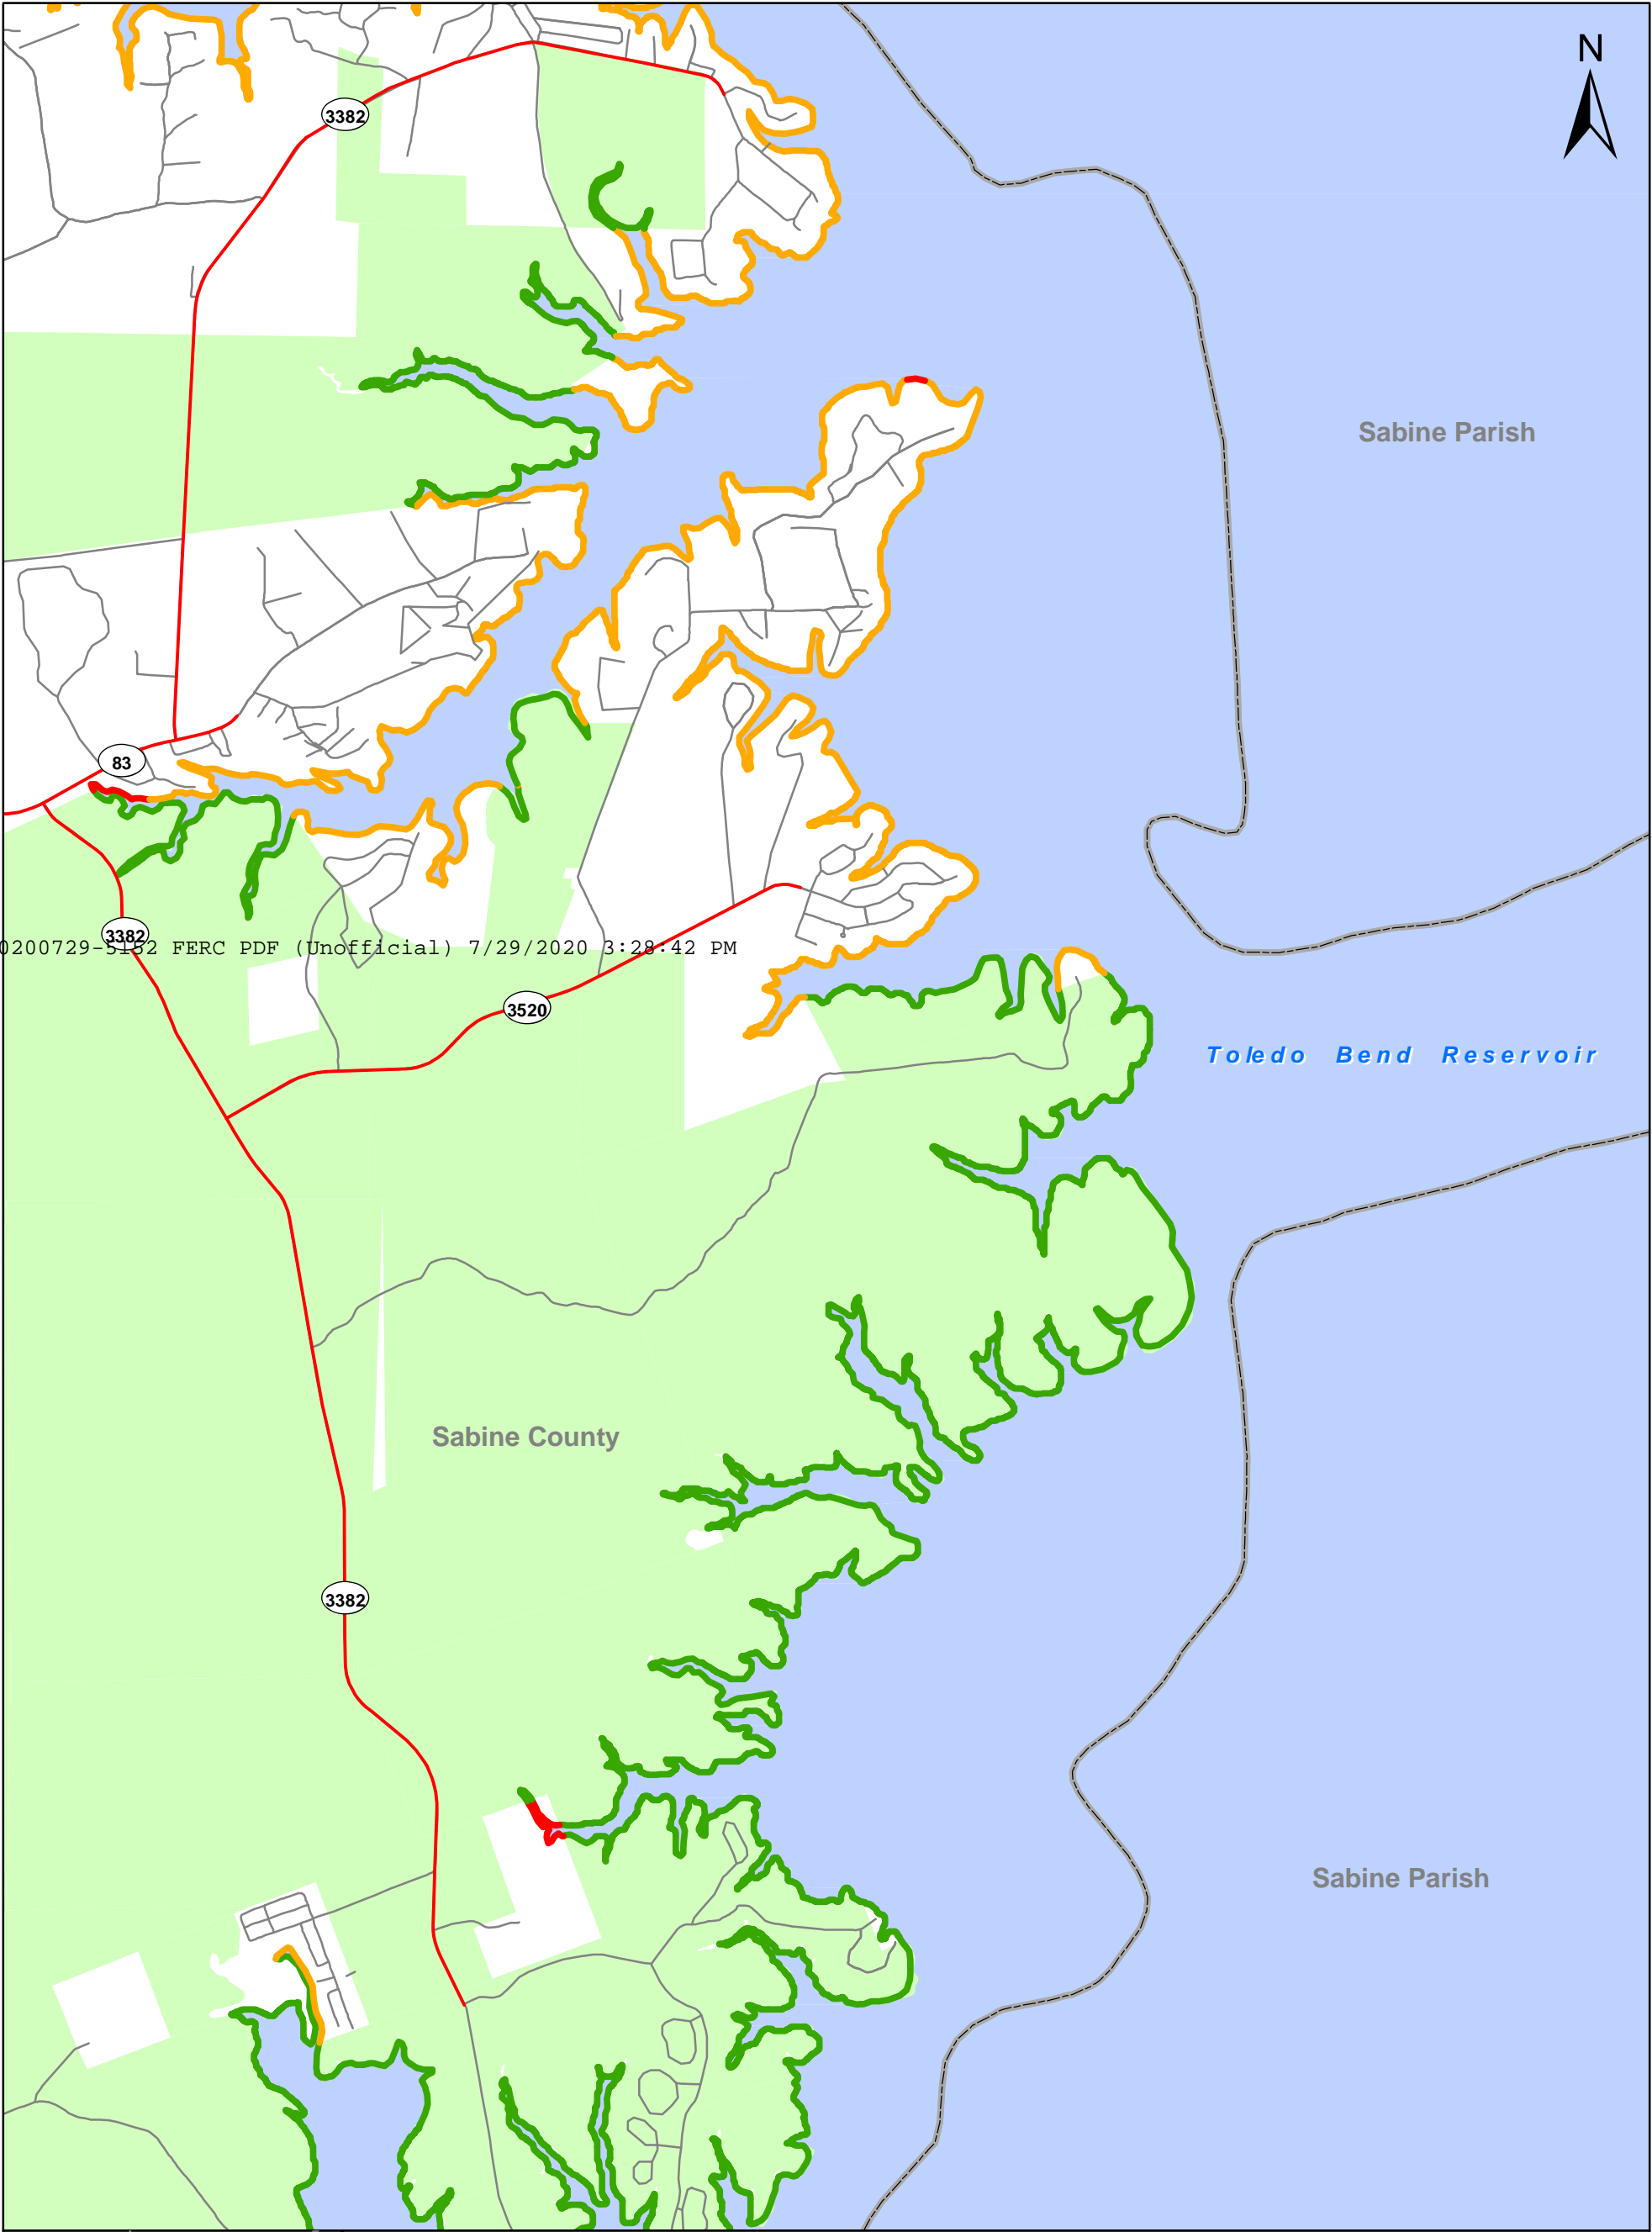 N
3382
Sabine Parish
83
3382
0200729-5152 FERC PDF (Unofficial) 7/29/2020 3:28:42 PM
3520
Toledo Bend Reservoir
Sabine County
3382
Sabine Parish